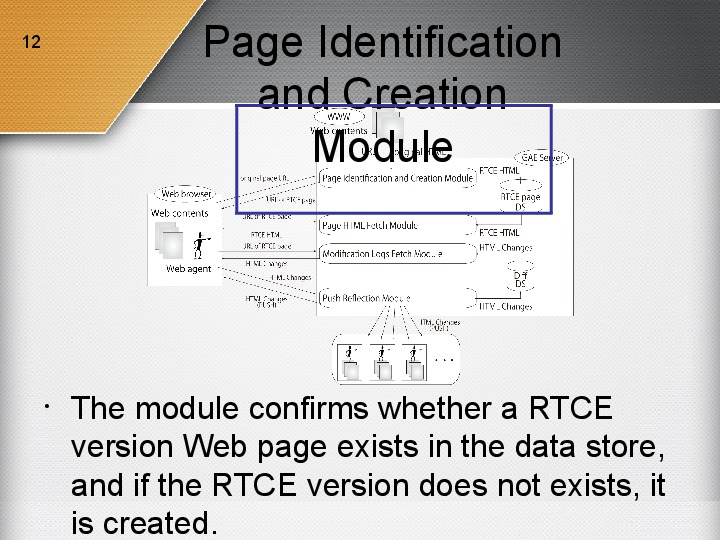 12
Page Identification
and Creation
Module
WWW
Web contents
GAE Server
original page URL
Page Identification and Creation Module
RTCE HTML
Web browser
URL of RTCE page
RTCE page
DS
Web contents
URL of RTCE page
Page HTML Fetch Module
RTCE HTML
RTCE HTML
URL of RTCE page
HTML Changes
Modification Logs Fetch Module
Web agent
HTML Changes
HTML Changes
Diff
DS
HTML Changes
(PUSH)
Push Reflection Module
HTML Changes
HTML Changes
(PUSH)
. . .
• The module confirms whether a RTCE
version Web page exists in the data store,
and if the RTCE version does not exists, it
is created.